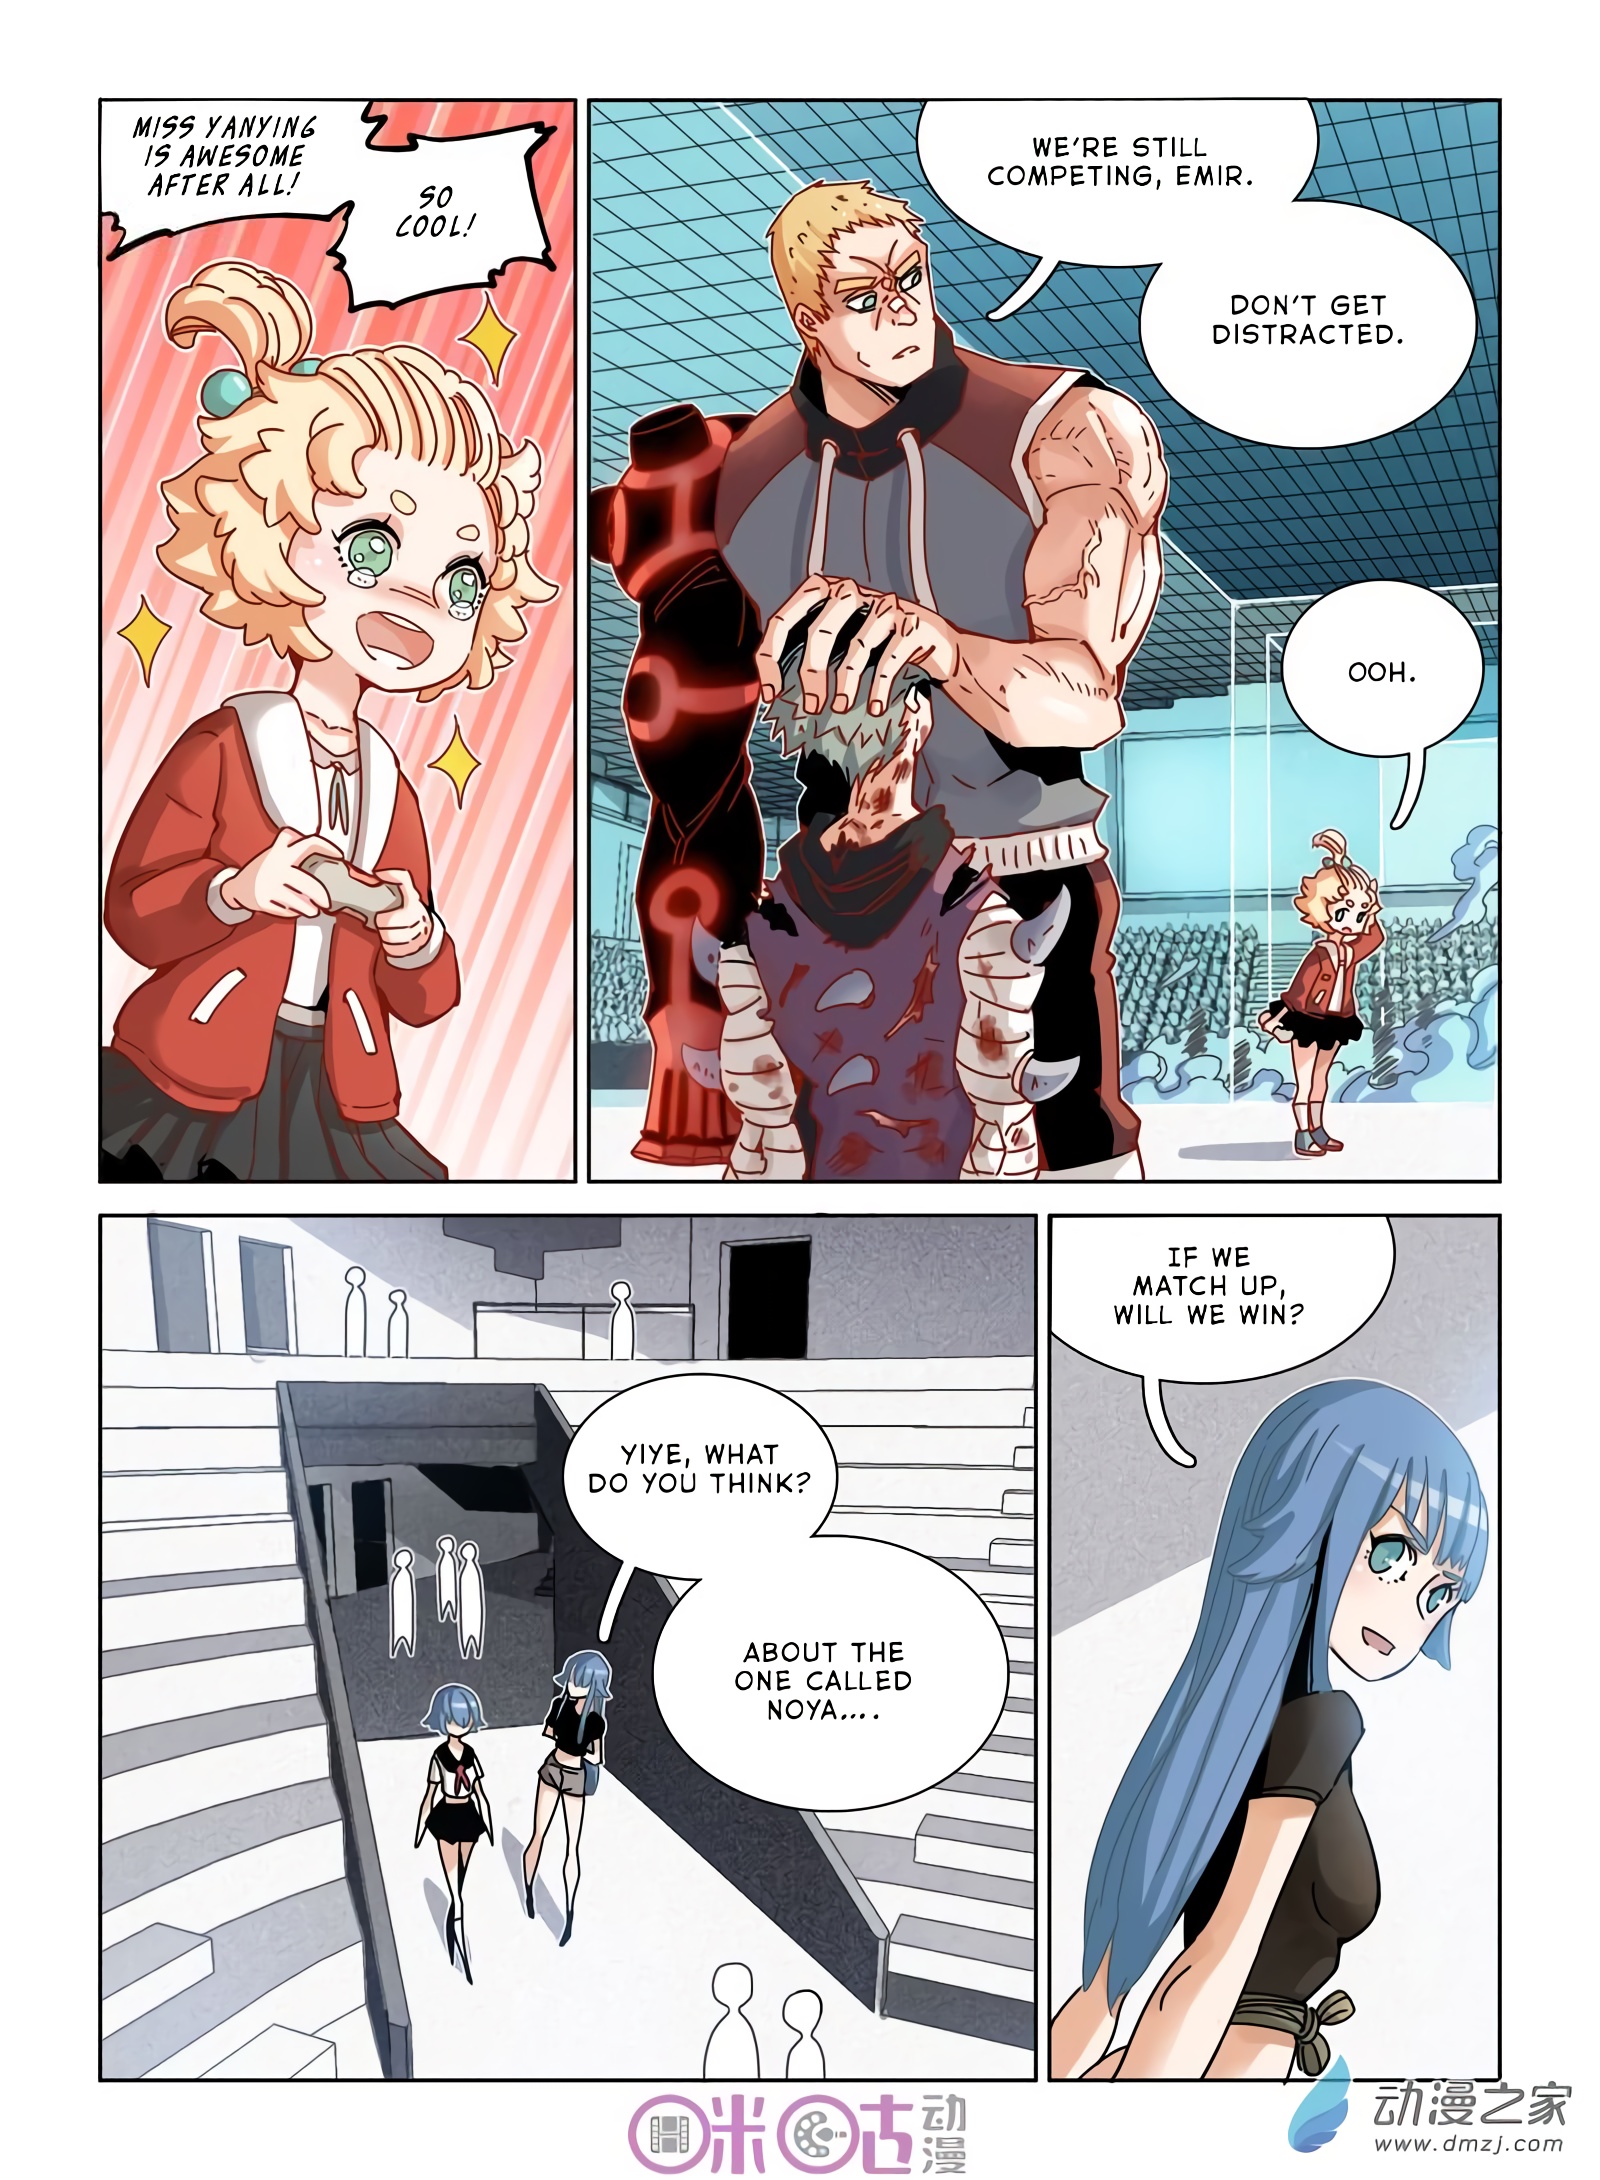 MISS YANYING
IS AWESOME
AFTER ALL!
SO
COOL!
WE'RE STILL
COMPETING, EMIR.
DON'T GET
DISTRACTED.
OOH.
YIYE, WHAT
DO YOU THINK?
ABOUT THE
ONE CALLED
NOYA....
IF WE
MATCH UP,
WILL WE WIN?
咪咕
动漫
动漫之家
www.dmzj.com